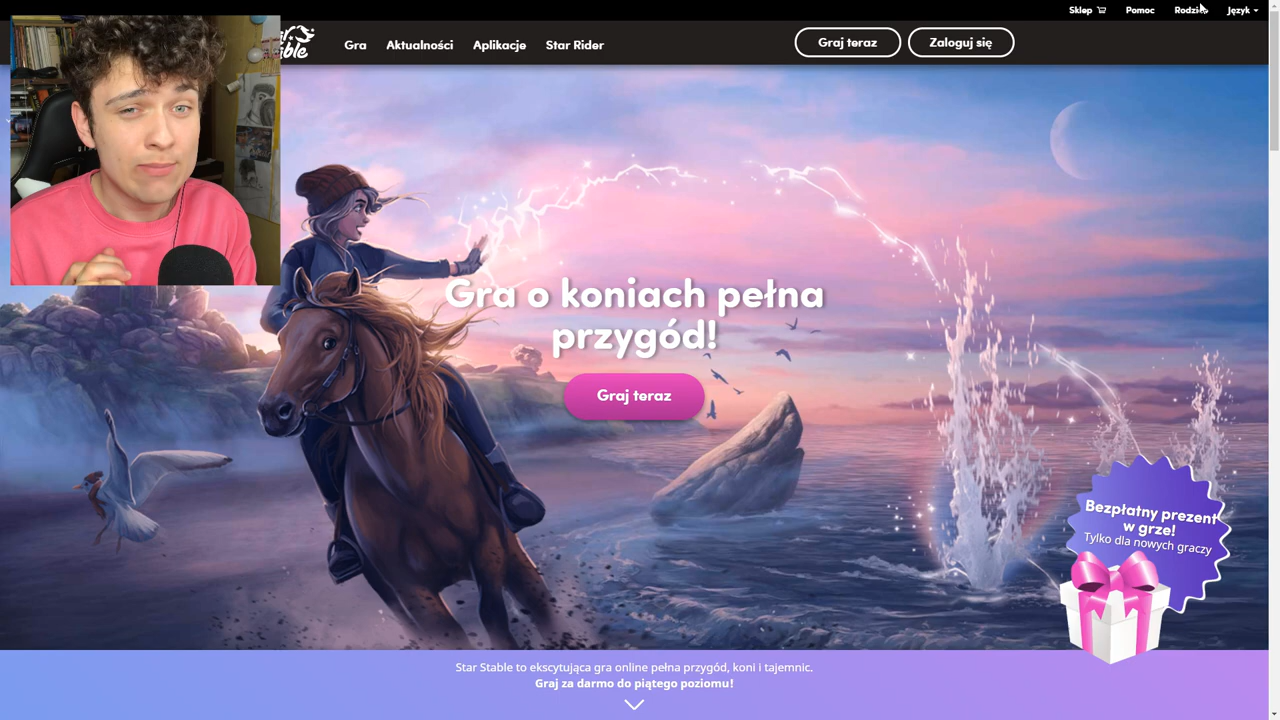 Sklep
Pomoc
Język
Gra
Aktualności
Aplikacje
Star Rider
Graj teraz
Zaloguj się
Gra o koniach pełna
przygód!
Graj teraz
Bezpłatny prezent
w grze!
Tylko dla nowych graczy
Star Stable to ekscytująca gra online pełna przygód, koni i tajemnic.
Graj za darmo do piątego poziomu!